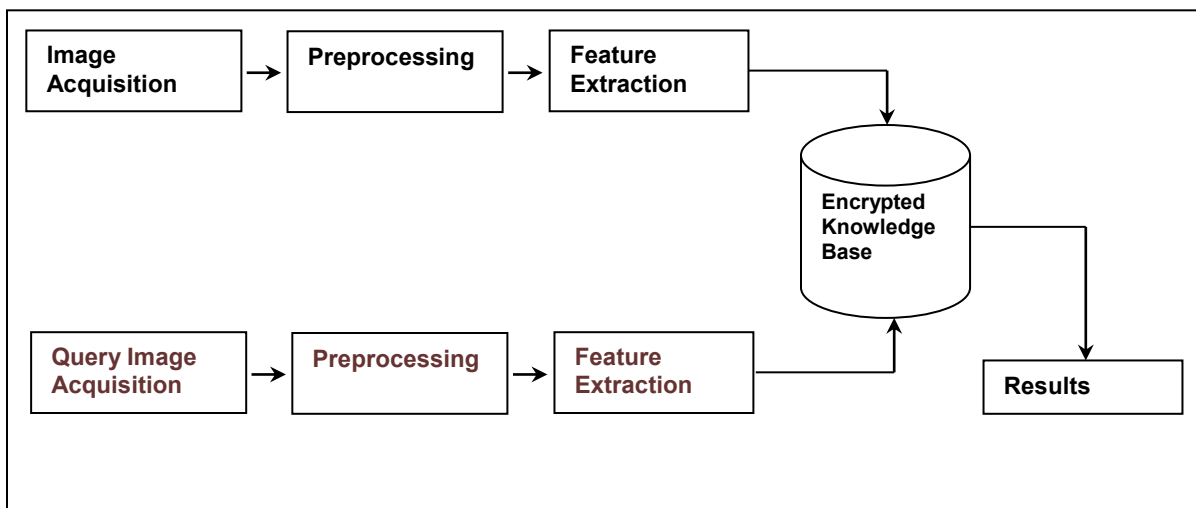 Image
Acquisition
Preprocessing
Feature
Extraction
Encrypted
Knowledge
Base
Query Image
Acquisition
Preprocessing
Feature
Extraction
Results